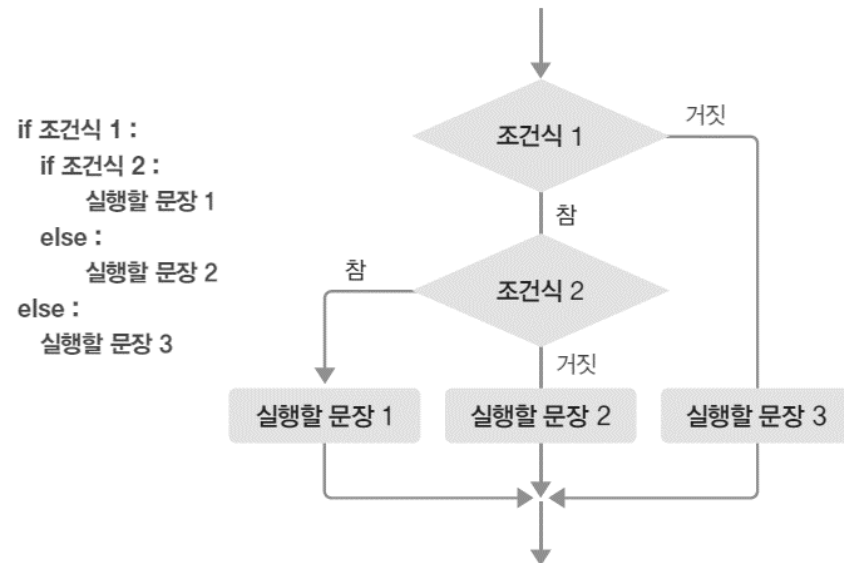 if 조건식 1 :
if 조건식 2 :
실행할 문장 1
else :
실행할 문장 2
else :
실행할 문장 3
조건식 1
거짓
참
조건식 2
참
거짓
실행할 문장 1
실행할 문장 2
실행할 문장 3